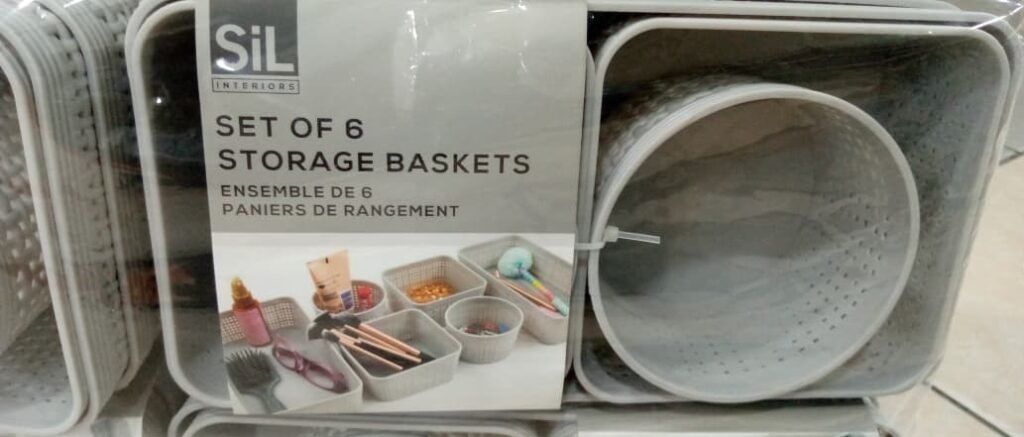 SiL
INTERIORS
SET OF 6
STORAGE BASKETS
ENSEMBLE DE 6
PANIERS DE RANGEMENT